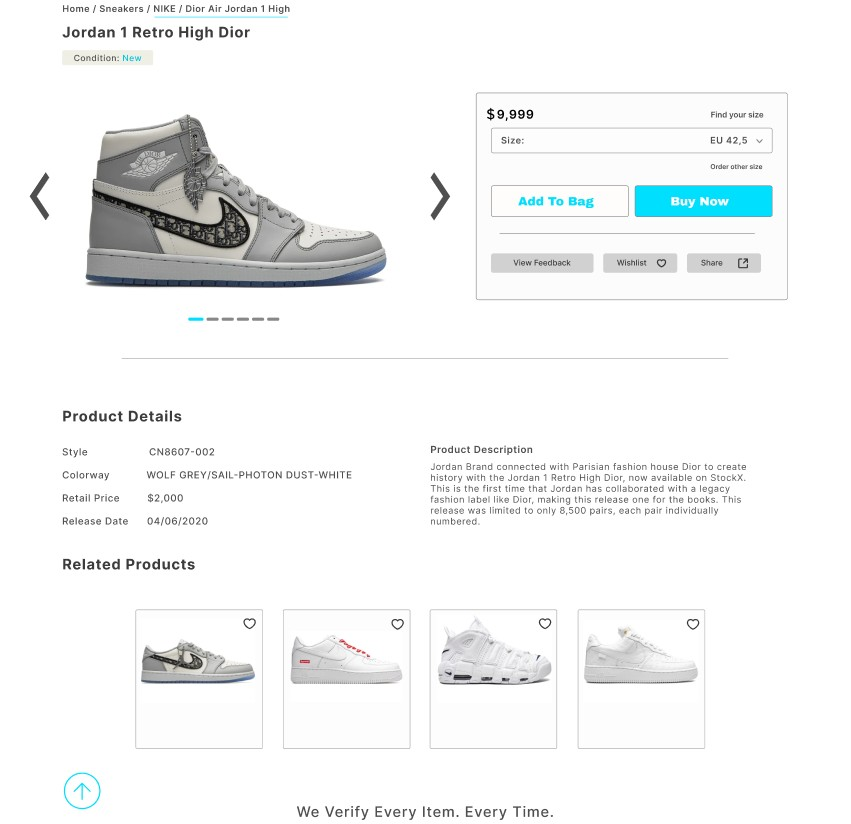 Home / Sneakers / NIKE / Dior Air Jordan 1 High
Jordan 1 Retro High Dior
Condition: New
$9,999
Find your size
Size:
EU 42,5
Order other size
Add To Bag
Buy Now
View Feedback
Wishlist
Share
Product Details
Style CN8607-002
Colorway WOLF GREY/SAIL-PHOTON DUST-WHITE
Retail Price $2,000
Release Date 04/06/2020
Product Description
Jordan Brand connected with Parisian fashion house Dior to create
history with the Jordan 1 Retro High Dior, now available on StockX.
This is the first time that Jordan has collaborated with a legacy
fashion label like Dior, making this release one for the books. This
release was limited to only 8,500 pairs, each pair individually
numbered.
Related Products
We Verify Every Item. Every Time.